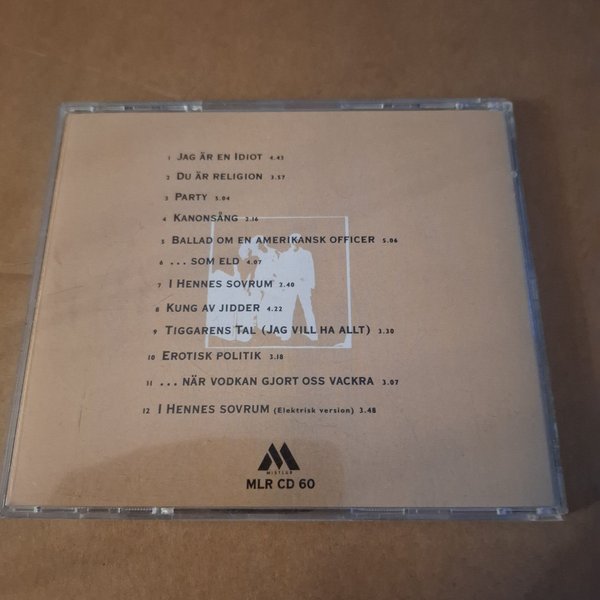 1 JAG ÄR EN IDIOT 4.43
2 DU ÄR RELIGION 3.57
3 PARTY 5.04
4 KANONSÅNG 2.16
5 BALLAD OM EN AMERIKANSK OFFICER 5.06
6 ... SOM ELD 4.07
7 I HENNES SOVRUM 2.40
8 KUNG AV JIDDER 4.22
9 TIGGARENS TAL (JAG VILL HA ALLT) 3.30
10 EROTISK POLITIK 3.18
11 ... NÄR VODKAN GJORT OSS VACKRA 3.07
12 I HENNES SOVRUM (Elektrisk version) 3.48
MISTLUR
MLR CD 60